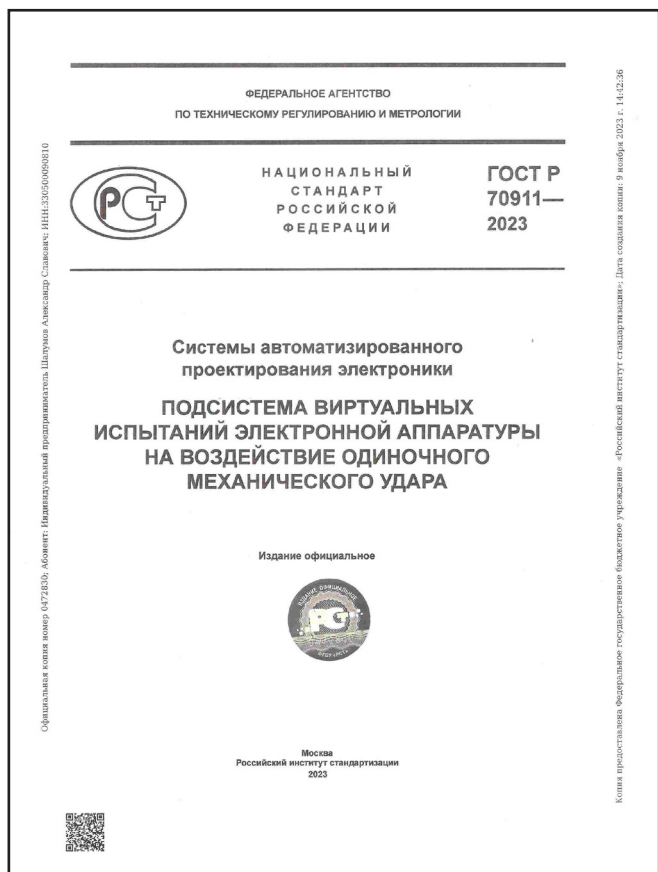 ФЕДЕРАЛЬНОЕ АГЕНТСТВО
ПО ТЕХНИЧЕСКОМУ РЕГУЛИРОВАНИЮ И МЕТРОЛОГИИ
НАЦИОНАЛЬНЫЙ
СТАНДАРТ
РОССИЙСКОЙ
ФЕДЕРАЦИИ
ГОСТ Р
70911—
2023
Системы автоматизированного
проектирования электроники
ПОДСИСТЕМА ВИРТУАЛЬНЫХ
ИСПЫТАНИЙ ЭЛЕКТРОННОЙ АППАРАТУРЫ
НА ВОЗДЕЙСТВИЕ ОДИНОЧНОГО
МЕХАНИЧЕСКОГО УДАРА
Издание официальное
ИЗДАНИЕ ОФИЦИАЛЬНОЕ
Москва
Российский институт стандартизации
2023
Официальная копия номер 0472830; Абонент: Индивидуальный предприниматель Шалумов Александр Славович; ИНН:330500090810
Копия предоставлена Федеральное государственное бюджетное учреждение «Российский институт стандартизации»; Дата создания копии: 9 ноября 2023 г. 14:42:36